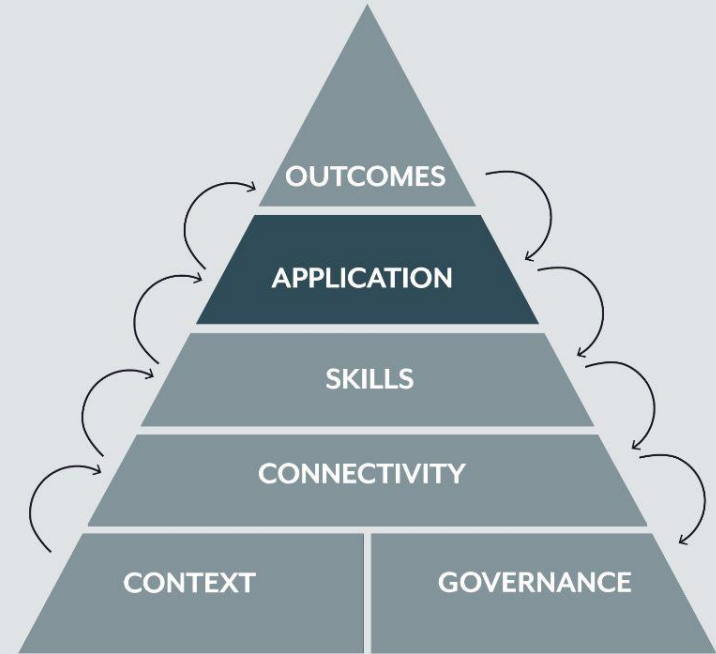 OUTCOMES
APPLICATION
SKILLS
CONNECTIVITY
CONTEXT
GOVERNANCE